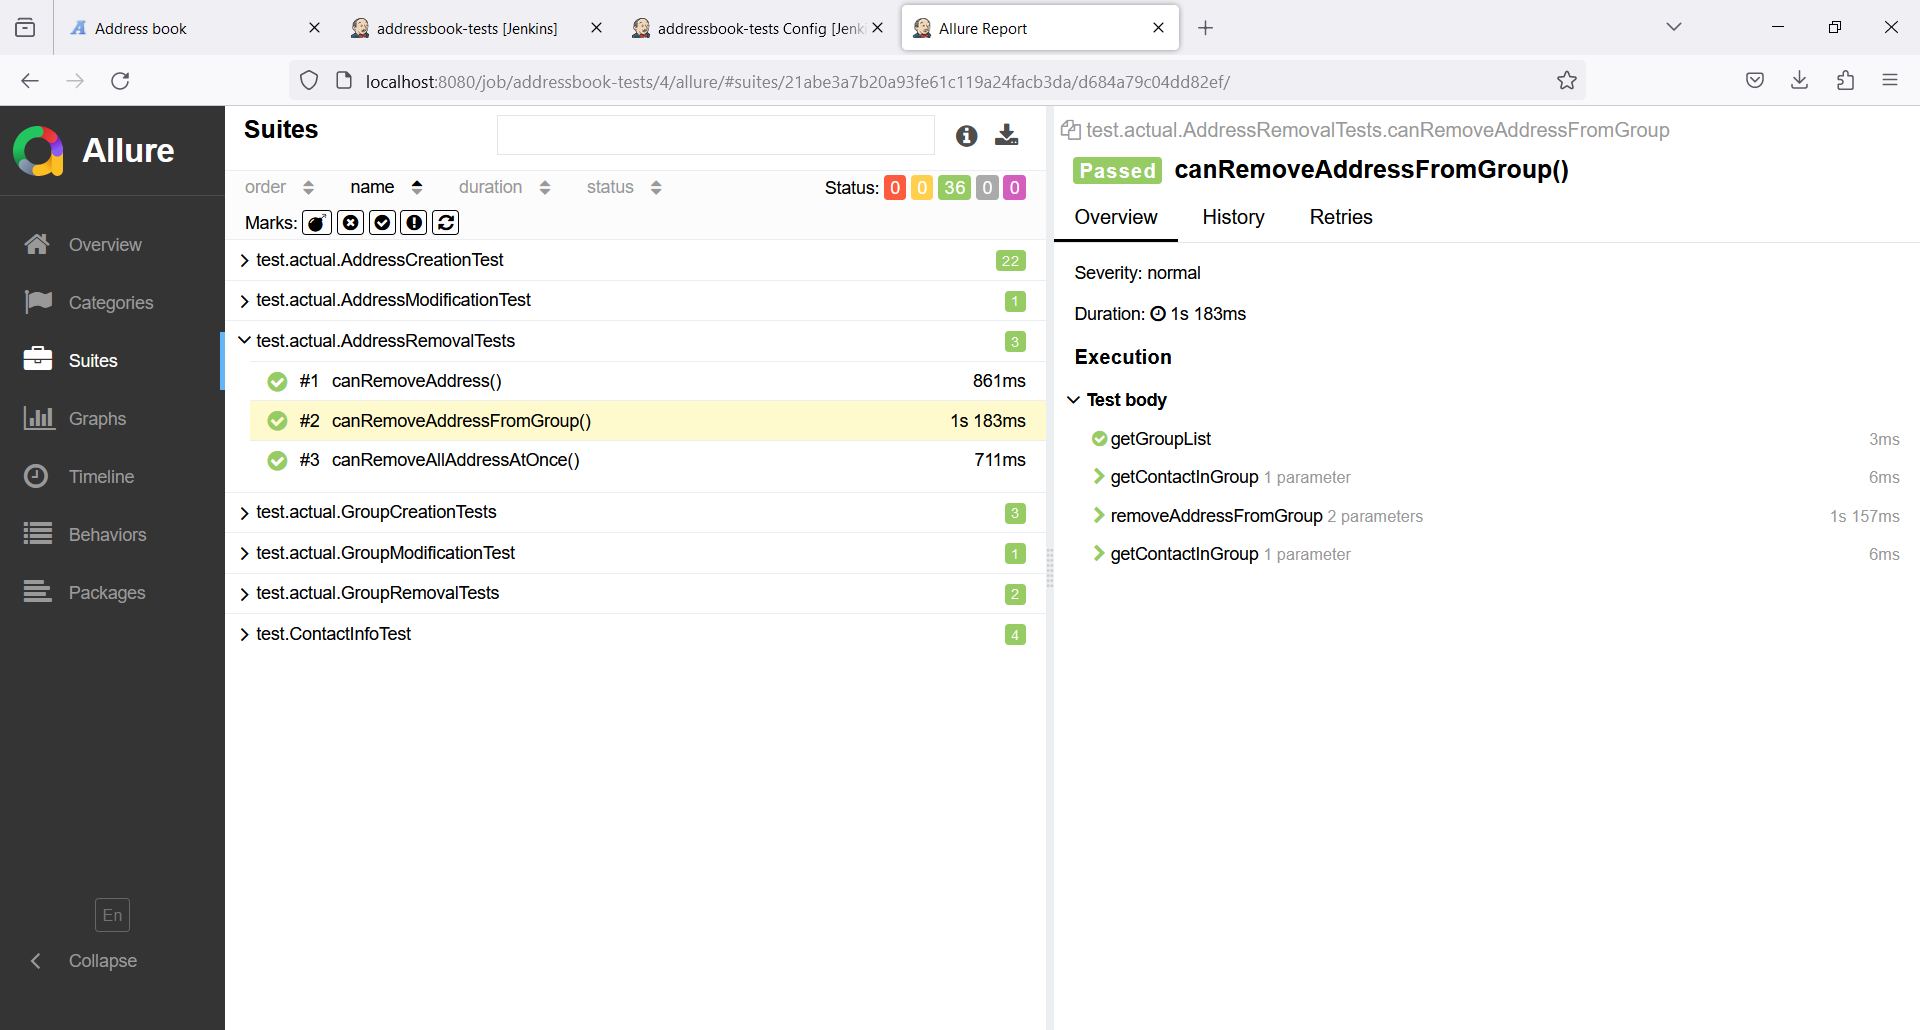 Address book
addressbook-tests [Jenkins]
addressbook-tests Config [Jenki
Allure Report
localhost:8080/job/addressbook-tests/4/allure/#suites/21abe3a7b20a93fe61c119a24facb3da/d684a79c04dd82ef/
Allure
Overview
Categories
Suites
Graphs
Timeline
Behaviors
Packages
En
Collapse
Suites
order name duration status Status: 0 0 36 0 0
Marks:
test.actual.AddressCreationTest 22
test.actual.AddressModificationTest 1
test.actual.AddressRemovalTests 3
#1 canRemoveAddress() 861ms
#2 canRemoveAddressFromGroup() 1s 183ms
#3 canRemoveAllAddressAtOnce() 711ms
test.actual.GroupCreationTests 3
test.actual.GroupModificationTest 1
test.actual.GroupRemovalTests 2
test.ContactInfoTest 4
test.actual.AddressRemovalTests.canRemoveAddressFromGroup
Passed canRemoveAddressFromGroup()
Overview History Retries
Severity: normal
Duration: 1s 183ms
Execution
Test body
getGroupList 3ms
getContactInGroup 1 parameter 6ms
removeAddressFromGroup 2 parameters 1s 157ms
getContactInGroup 1 parameter 6ms